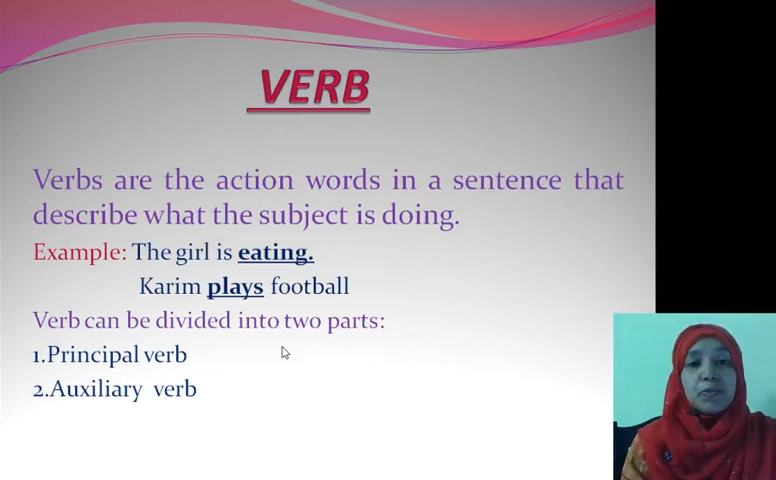 VERB
Verbs are the action words in a sentence that
describe what the subject is doing.
Example: The girl is eating.
Karim plays football
Verb can be divided into two parts:
1.Principal verb
2.Auxiliary verb